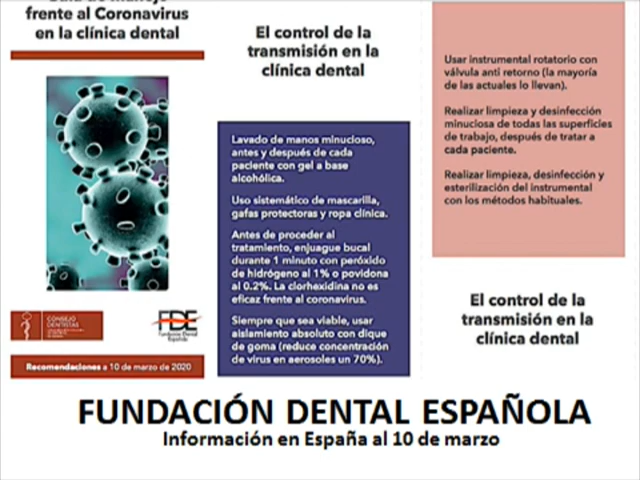 frente al Coronavirus
en la clínica dental
CONSEJO
DENTISTAS
FDE
Fundación Dental
Española
Recomendaciones a 10 de marzo de 2020
El control de la
transmisión en la
clínica dental
Lavado de manos minucioso,
antes y después de cada
paciente con gel a base
alcohólica.
Uso sistemático de mascarilla,
gafas protectoras y ropa clínica.
Antes de proceder al
tratamiento, enjuague bucal
durante 1 minuto con peróxido
de hidrógeno al 1% o povidona
al 0.2%. La clorhexidina no es
eficaz frente al coronavirus.
Siempre que sea viable, usar
aislamiento absoluto con dique
de goma (reduce concentración
de virus en aerosoles un 70%).
Usar instrumental rotatorio con
válvula anti retorno (la mayoría
de las actuales lo llevan).
Realizar limpieza y desinfección
minuciosa de todas las superficies
de trabajo, después de tratar a
cada paciente.
Realizar limpieza, desinfección y
esterilización del instrumental
con los métodos habituales.
El control de la
transmisión en la
clínica dental
FUNDACIÓN DENTAL ESPAÑOLA
Información en España al 10 de marzo